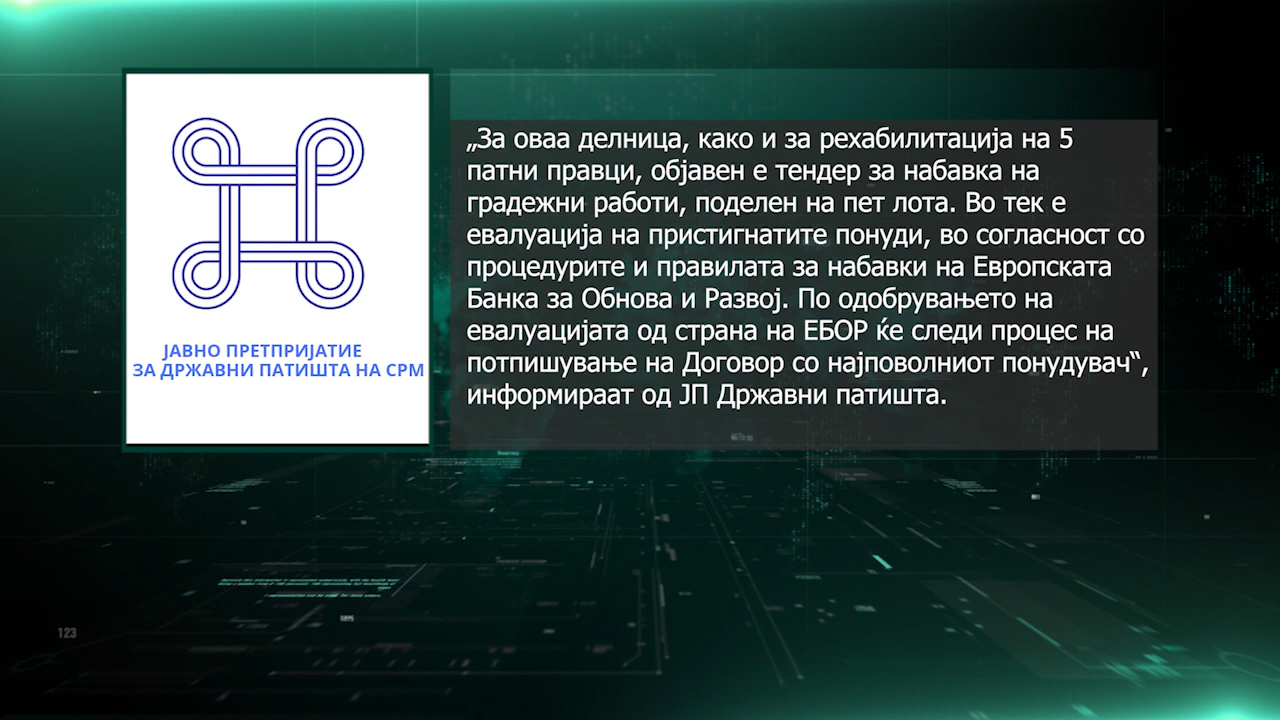 ЈАВНО ПРЕТПРИЈАТИЕ
ЗА ДРЖАВНИ ПАТИШТА НА СРМ
„За оваа делница, како и за рехабилитација на 5
патни правци, објавен е тендер за набавка на
градежни работи, поделен на пет лота. Во тек е
евалуација на пристигнатите понуди, во согласност со
процедурите и правилата за набавки на Европската
Банка за Обнова и Развој. По одобрувањето на
евалуацијата од страна на ЕБОР ќе следи процес на
потпишување на Договор со најповолниот понудувач“,
информираат од ЈП Државни патишта.
123